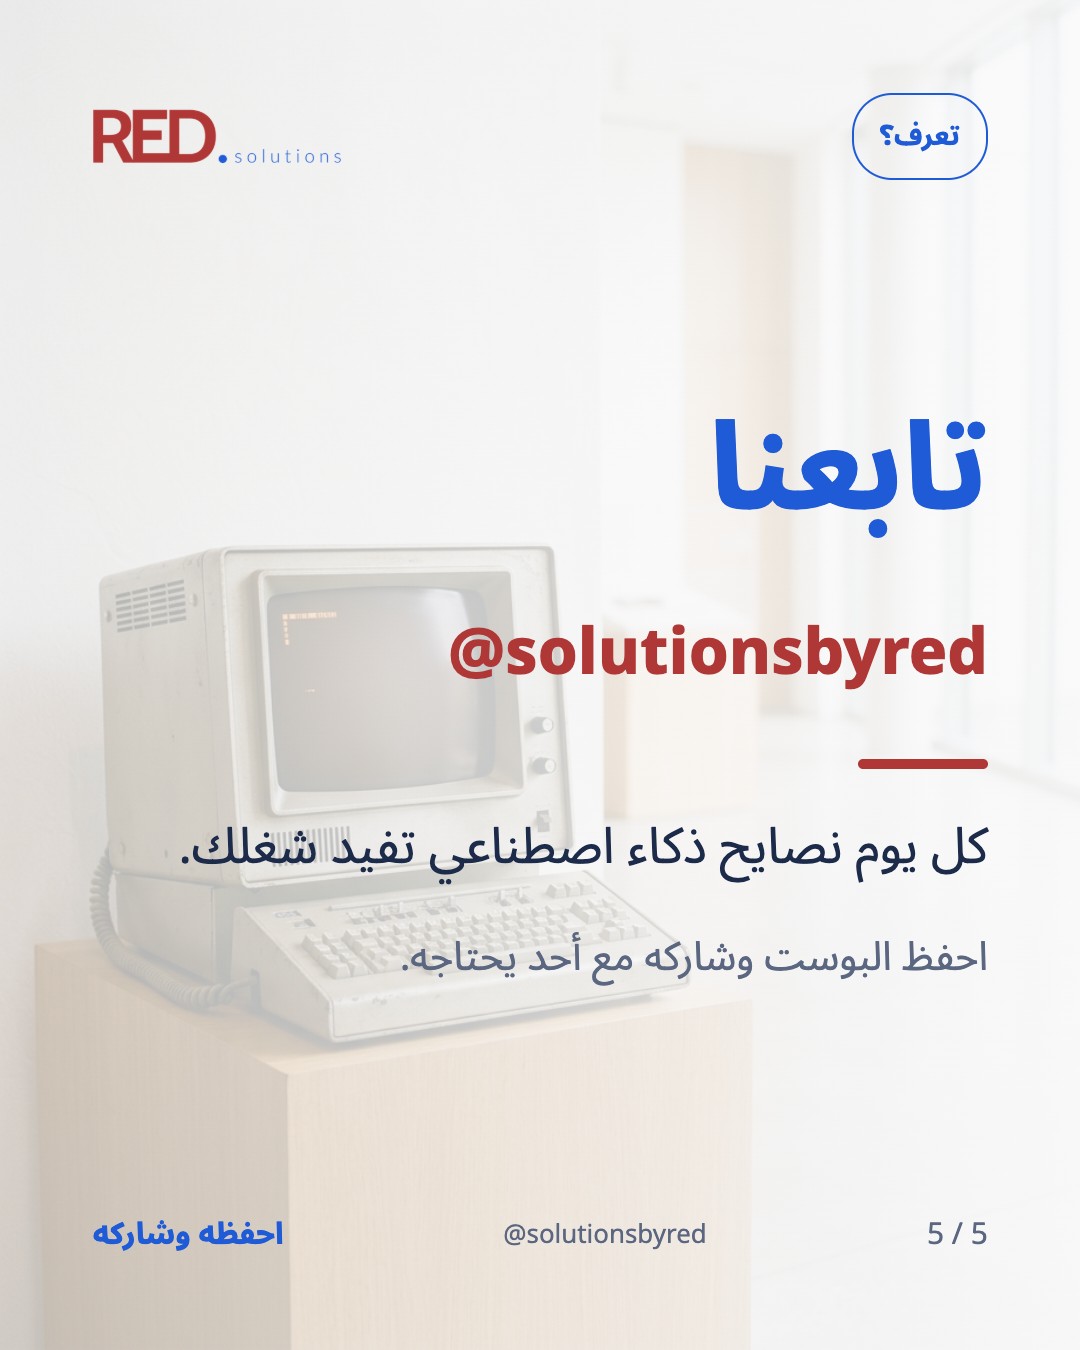 RED.solutions
تعرف؟
تابعنا
@solutionsbyred
كل يوم نصايح ذكاء اصطناعي تفيد شغلك.
احفظ البوست وشاركه مع أحد يحتاجه.
احفظه وشاركه
@solutionsbyred
5 / 5